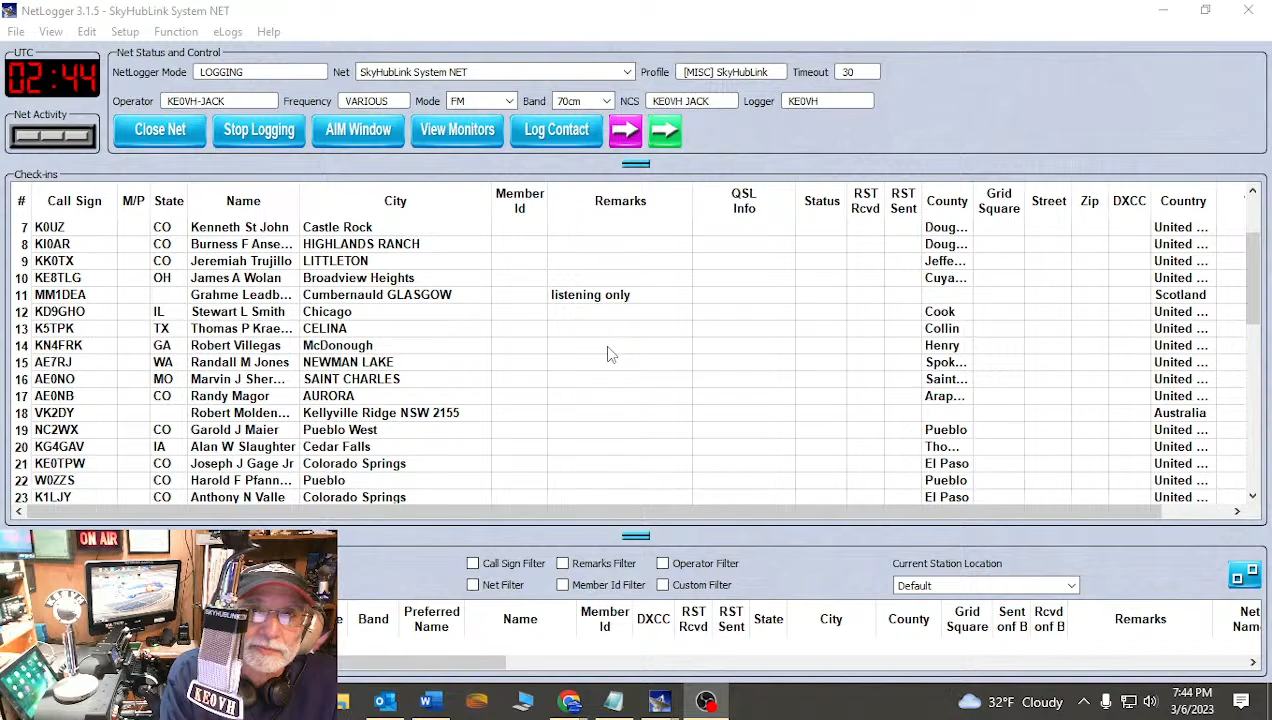 NetLogger 3.1.5 - SkyHubLink System NET
File View Edit Setup Function eLogs Help
UTC
02:44
Net Status and Control
NetLogger Mode LOGGING Net SkyHubLink System NET Profile [MISC] SkyHubLink Timeout 30
Operator KE0VH-JACK Frequency VARIOUS Mode FM Band 70cm NCS KE0VH JACK Logger KE0VH
Net Activity
Close Net Stop Logging AIM Window View Monitors Log Contact
Check-ins
# Call Sign M/P State Name City Member Id Remarks QSL Info Status RST Rcvd RST Sent County Grid Square Street Zip DXCC Country
7 K0UZ CO Kenneth St John Castle Rock Doug... United ...
8 KI0AR CO Burness F Anse... HIGHLANDS RANCH Doug... United ...
9 KK0TX CO Jeremiah Trujillo LITTLETON Jeffe... United ...
10 KE8TLG OH James A Wolan Broadview Heights Cuya... United ...
11 MM1DEA Grahme Leadb... Cumbernauld GLASGOW listening only Scotland
12 KD9GHO IL Stewart L Smith Chicago Cook United ...
13 K5TPK TX Thomas P Krae... CELINA Collin United ...
14 KN4FRK GA Robert Villegas McDonough Henry United ...
15 AE7RJ WA Randall M Jones NEWMAN LAKE Spok... United ...
16 AE0NO MO Marvin J Sher... SAINT CHARLES Saint... United ...
17 AE0NB CO Randy Magor AURORA Arap... United ...
18 VK2DY Robert Molden... Kellyville Ridge NSW 2155 Australia
19 NC2WX CO Garold J Maier Pueblo West Pueblo United ...
20 KG4GAV IA Alan W Slaughter Cedar Falls Tho... United ...
21 KE0TPW CO Joseph J Gage Jr Colorado Springs El Paso United ...
22 W0ZZS CO Harold F Pfann... Pueblo Pueblo United ...
23 K1LJY CO Anthony N Valle Colorado Springs El Paso United ...
ON AIR
Call Sign Filter Remarks Filter Operator Filter Current Station Location
Net Filter Member Id Filter Custom Filter Default
e Band Preferred Name Name Member Id DXCC RST Rcvd RST Sent State City County Grid Square Sent onf B Rcvd onf B Remarks Net Name
SKYHUBLINK
KE0VH
32°F Cloudy 7:44 PM
3/6/2023